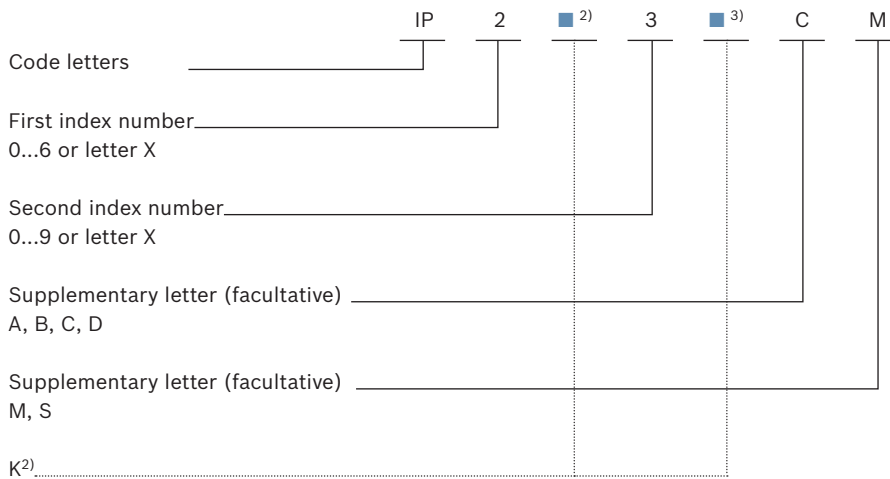 IP 2 ■ 2) 3 ■ 3) C M
Code letters
First index number
0...6 or letter X
Second index number
0...9 or letter X
Supplementary letter (facultative)
A, B, C, D
Supplementary letter (facultative)
M, S
K2)